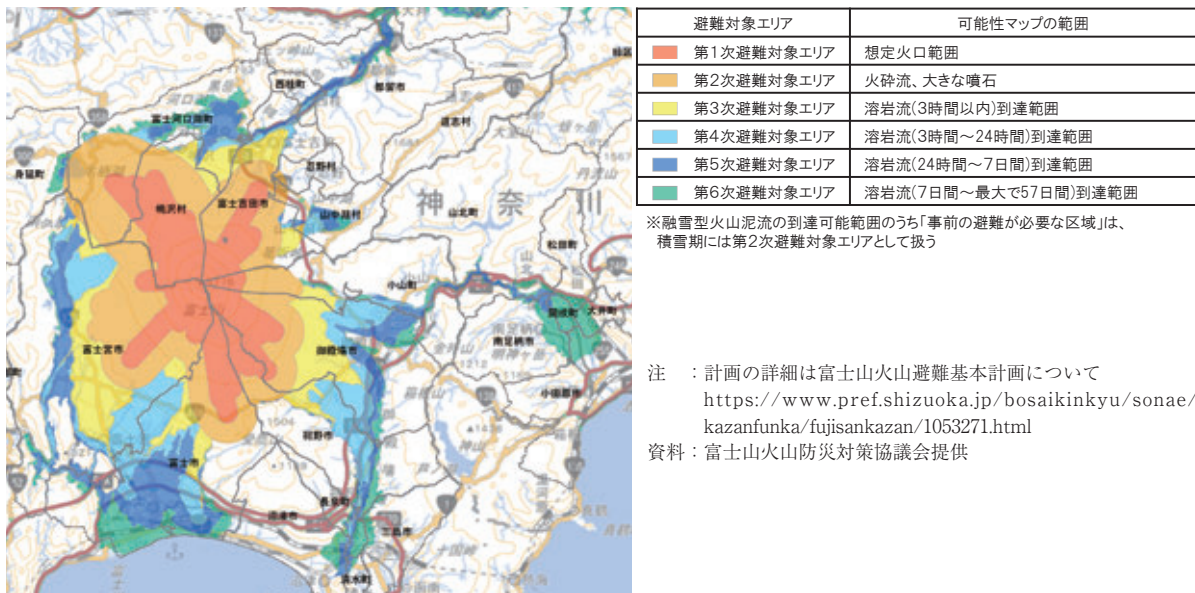 西桂町
都留市
富士河口湖町
道志村
忍野村
身延町
鳴沢村
富士吉田市
山中湖村
神奈川
山北町
松田町
小山町
開成町
大井町
南足柄市
富士宮市
御殿場市
小田原市
裾野市
富士市
長泉町
沼津市
三島市
清水町
避難対象エリア 可能性マップの範囲
第1次避難対象エリア 想定火口範囲
第2次避難対象エリア 火砕流、大きな噴石
第3次避難対象エリア 溶岩流(3時間以内)到達範囲
第4次避難対象エリア 溶岩流(3時間～24時間)到達範囲
第5次避難対象エリア 溶岩流(24時間～7日間)到達範囲
第6次避難対象エリア 溶岩流(7日間～最大で57日間)到達範囲
※融雪型火山泥流の到達可能範囲のうち「事前の避難が必要な区域」は、
積雪期には第2次避難対象エリアとして扱う
注　：計画の詳細は富士山火山避難基本計画について
https://www.pref.shizuoka.jp/bosaikinkyu/sonae/
kazanfunka/fujisankazan/1053271.html
資料：富士山火山防災対策協議会提供